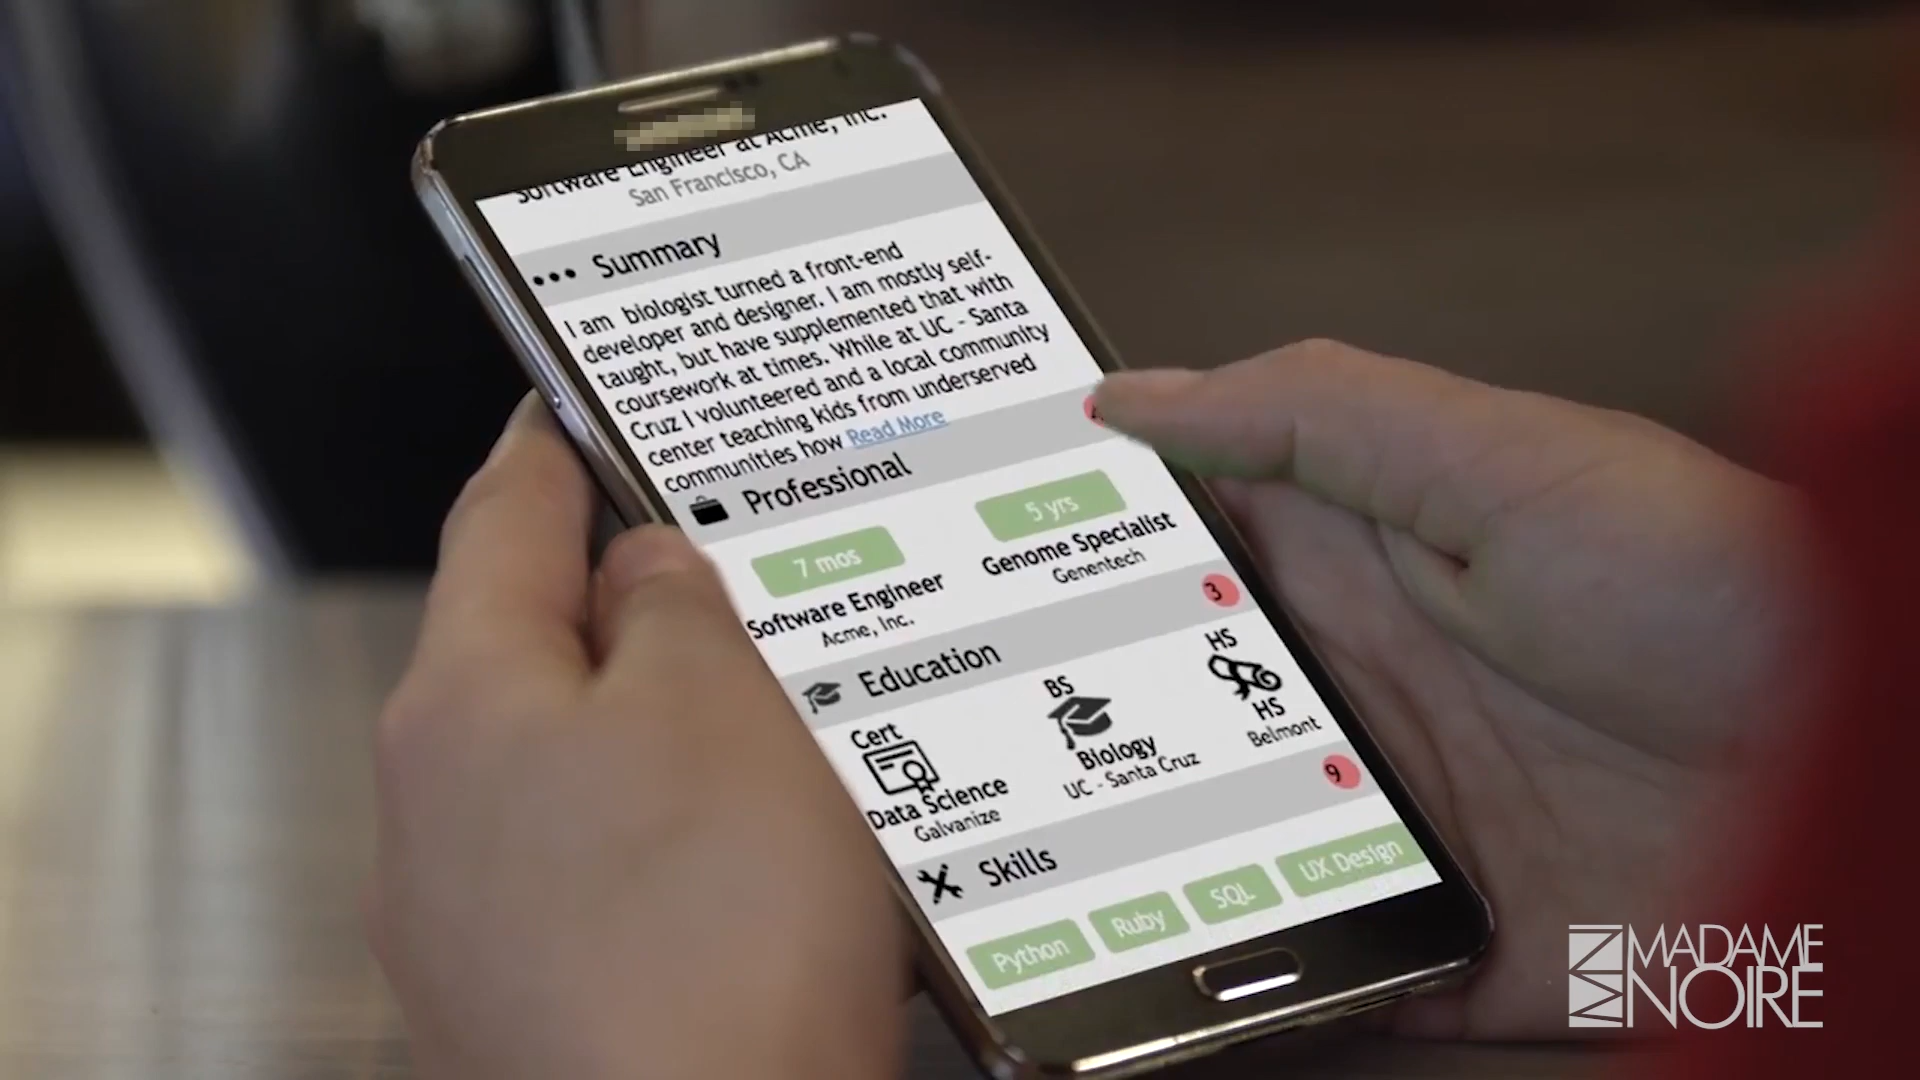 Software Engineer at Acme, Inc.
San Francisco, CA
Summary
I am biologist turned a front-end
developer and designer. I am mostly self-
taught, but have supplemented that with
coursework at times. While at UC - Santa
Cruz I volunteered and a local community
center teaching kids from underserved
communities how Read More
Professional
7 mos
5 yrs
Software Engineer
Genome Specialist
Acme, Inc.
Genentech
Education
3
Cert
BS
HS
Data Science
Biology
HS
Galvanize
UC - Santa Cruz
Belmont
Skills
9
Python
Ruby
SQL
UX Design
MADAME
NOIRE